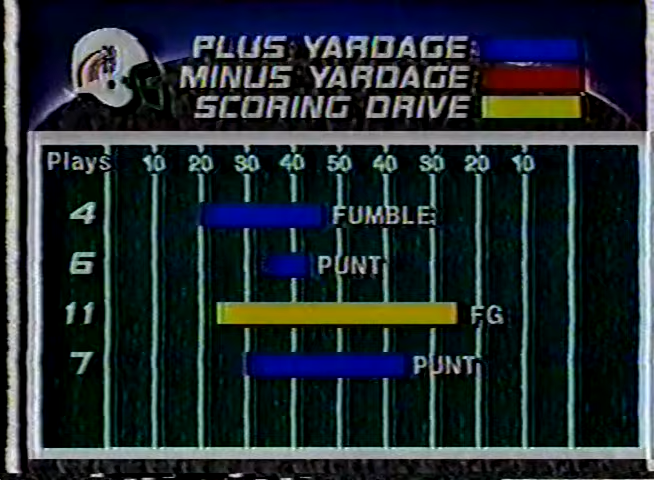 PLUS YARDAGE
MINUS YARDAGE
SCORING DRIVE
Plays 10 20 30 40 50 40 30 20 10
4 FUMBLE
6 PUNT
11 FG
7 PUNT